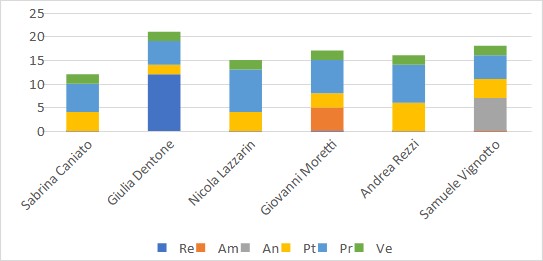 25
20
15
10
5
0
Sabrina Caniato
Giulia Dentone
Nicola Lazzarin
Giovanni Moretti
Andrea Rezzi
Samuele Vignotto
Re Am An Pt Pr Ve